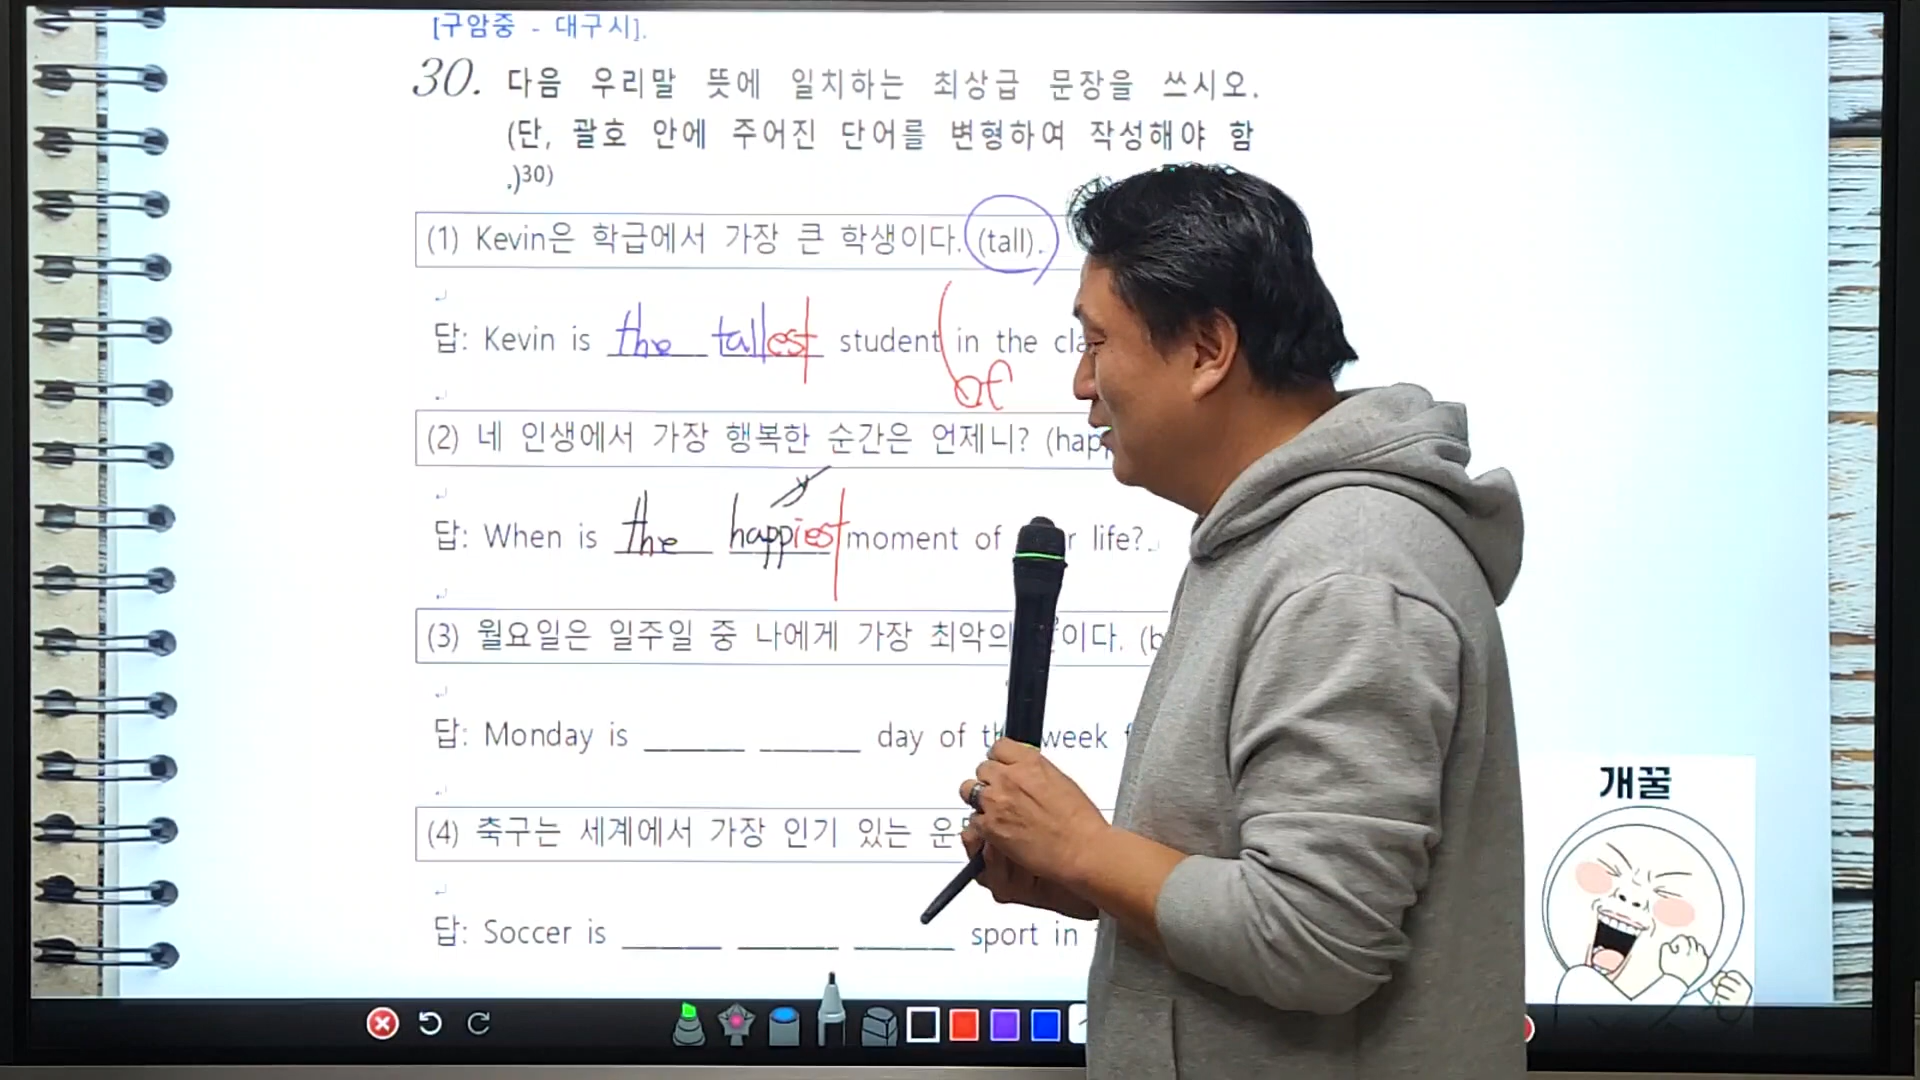 [구암중 - 대구시].
30. 다음 우리말 뜻에 일치하는 최상급 문장을 쓰시오.
(단, 괄호 안에 주어진 단어를 변형하여 작성해야 함
.)30)
(1) Kevin은 학급에서 가장 큰 학생이다. (tall).
답: Kevin is the tallest student in the
of
(2) 네 인생에서 가장 행복한 순간은 언제니?
y
답: When is the happiest moment of life?
(3) 월요일은 일주일 중 나에게 가장 최악의 이다.
답: Monday is ______ ______ day of week
(4) 축구는 세계에서 가장 인기 있는
답: Soccer is ______ ______ ______ sport in
개꿀